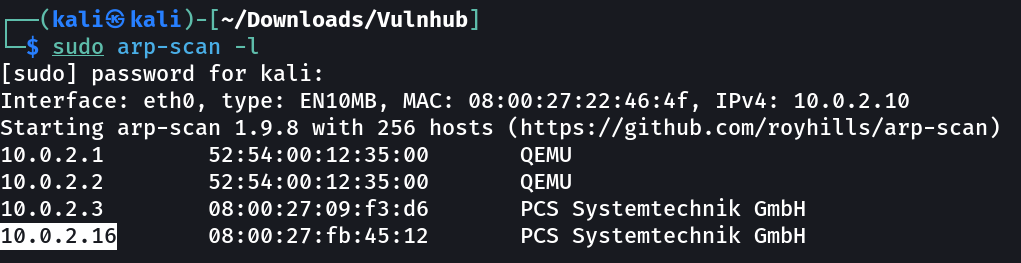 ┌──(kali㉿kali)-[~/Downloads/Vulnhub]
└─$ sudo arp-scan -l
[sudo] password for kali:
Interface: eth0, type: EN10MB, MAC: 08:00:27:22:46:4f, IPv4: 10.0.2.10
Starting arp-scan 1.9.8 with 256 hosts (https://github.com/royhills/arp-scan)
10.0.2.1        52:54:00:12:35:00       QEMU
10.0.2.2        52:54:00:12:35:00       QEMU
10.0.2.3        08:00:27:09:f3:d6       PCS Systemtechnik GmbH
10.0.2.16       08:00:27:fb:45:12       PCS Systemtechnik GmbH